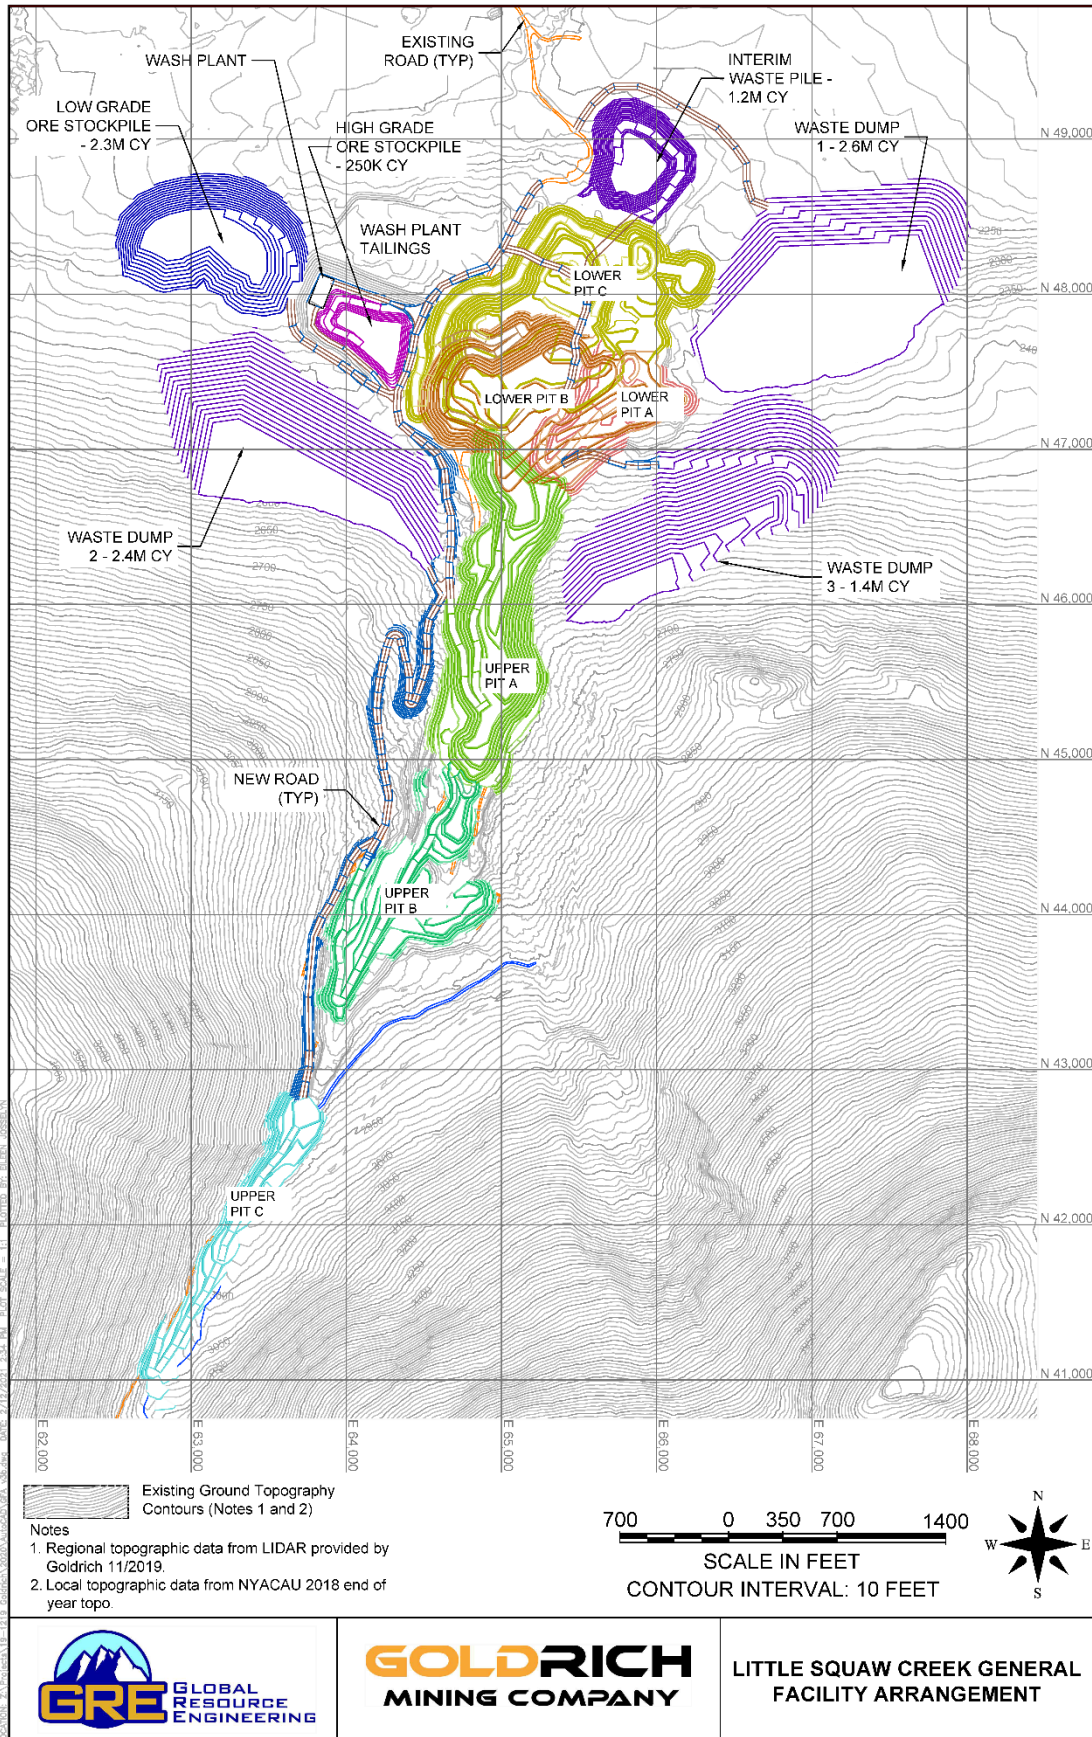 EXISTING
ROAD (TYP)
WASH PLANT
INTERIM
WASTE PILE -
1.2M CY
LOW GRADE
ORE STOCKPILE
- 2.3M CY
HIGH GRADE
ORE STOCKPILE
- 250K CY
WASTE DUMP
1 - 2.6M CY
N 49,000
WASH PLANT
TAILINGS
LOWER
PIT C
N 48,000
LOWER PIT B
LOWER
PIT A
N 47,000
WASTE DUMP
2 - 2.4M CY
WASTE DUMP
3 - 1.4M CY
N 46,000
UPPER
PIT A
N 45,000
NEW ROAD
(TYP)
UPPER
PIT B
N 44,000
N 43,000
UPPER
PIT C
N 42,000
N 41,000
E 62,000
E 63,000
E 64,000
E 65,000
E 66,000
E 67,000
E 68,000
Existing Ground Topography
Contours (Notes 1 and 2)
Notes
1. Regional topographic data from LIDAR provided by
Goldrich 11/2019.
2. Local topographic data from NYACAU 2018 end of
year topo.
700 0 350 700 1400
SCALE IN FEET
CONTOUR INTERVAL: 10 FEET
N
W E
S
GRE GLOBAL
RESOURCE
ENGINEERING
GOLDRICH
MINING COMPANY
LITTLE SQUAW CREEK GENERAL
FACILITY ARRANGEMENT